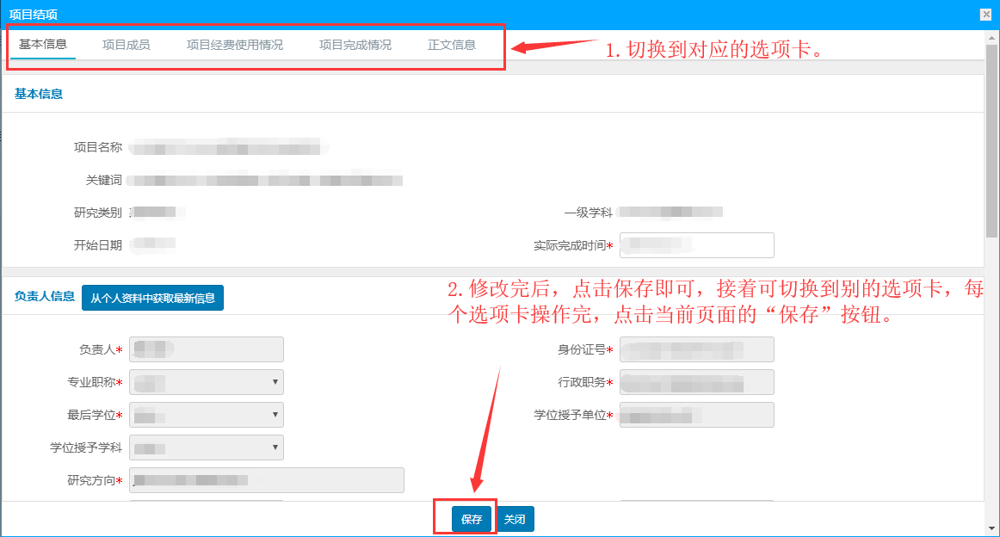 项目结项
基本信息 项目成员 项目经费使用情况 项目完成情况 正文信息
1.切换到对应的选项卡。
基本信息
项目名称
关键词
研究类别 一级学科
开始日期 实际完成时间*
2.修改完后，点击保存即可，接着可切换到别的选项卡，每
个选项卡操作完，点击当前页面的“保存”按钮。
负责人信息 从个人资料中获取最新信息
负责人* 身份证号*
专业职称* 行政职务*
最后学位* 学位授予单位*
学位授予学科
研究方向*
保存 关闭